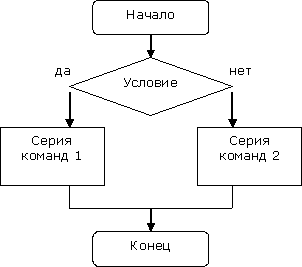 Начало
да
Условие
нет
Серия
команд 1
Серия
команд 2
Конец